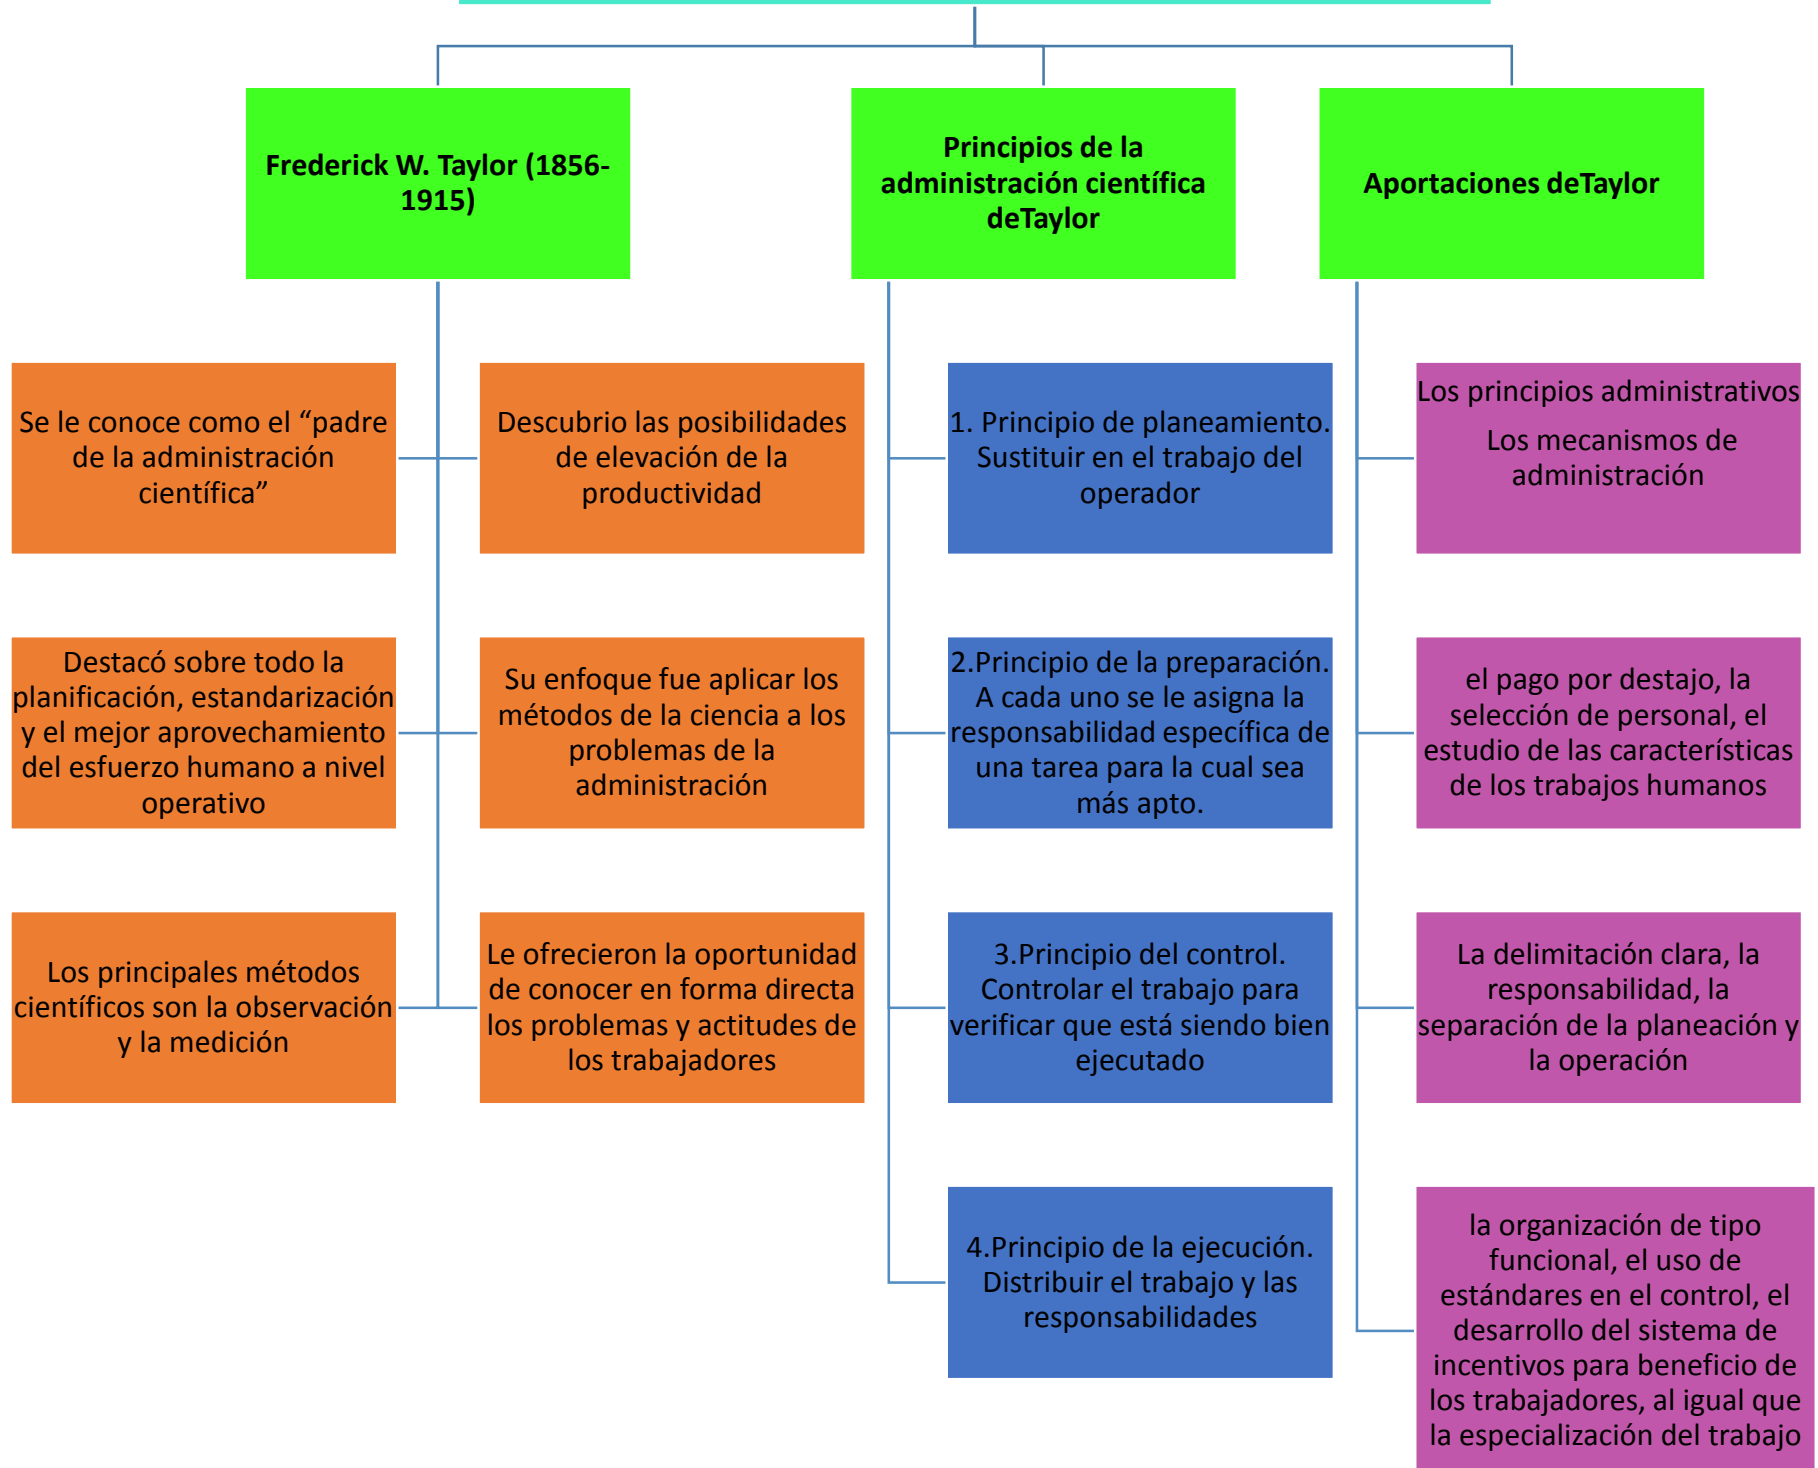 Frederick W. Taylor (1856-
1915)
Principios de la
administración científica
deTaylor
Aportaciones deTaylor
Se le conoce como el “padre
de la administración
científica”
Descubrio las posibilidades
de elevación de la
productividad
Destacó sobre todo la
planificación, estandarización
y el mejor aprovechamiento
del esfuerzo humano a nivel
operativo
Su enfoque fue aplicar los
métodos de la ciencia a los
problemas de la
administración
Los principales métodos
científicos son la observación
y la medición
Le ofrecieron la oportunidad
de conocer en forma directa
los problemas y actitudes de
los trabajadores
1. Principio de planeamiento.
Sustituir en el trabajo del
operador
2.Principio de la preparación.
A cada uno se le asigna la
responsabilidad específica de
una tarea para la cual sea
más apto.
3.Principio del control.
Controlar el trabajo para
verificar que está siendo bien
ejecutado
4.Principio de la ejecución.
Distribuir el trabajo y las
responsabilidades
Los principios administrativos
Los mecanismos de
administración
el pago por destajo, la
selección de personal, el
estudio de las características
de los trabajos humanos
La delimitación clara, la
responsabilidad, la
separación de la planeación y
la operación
la organización de tipo
funcional, el uso de
estándares en el control, el
desarrollo del sistema de
incentivos para beneficio de
los trabajadores, al igual que
la especialización del trabajo